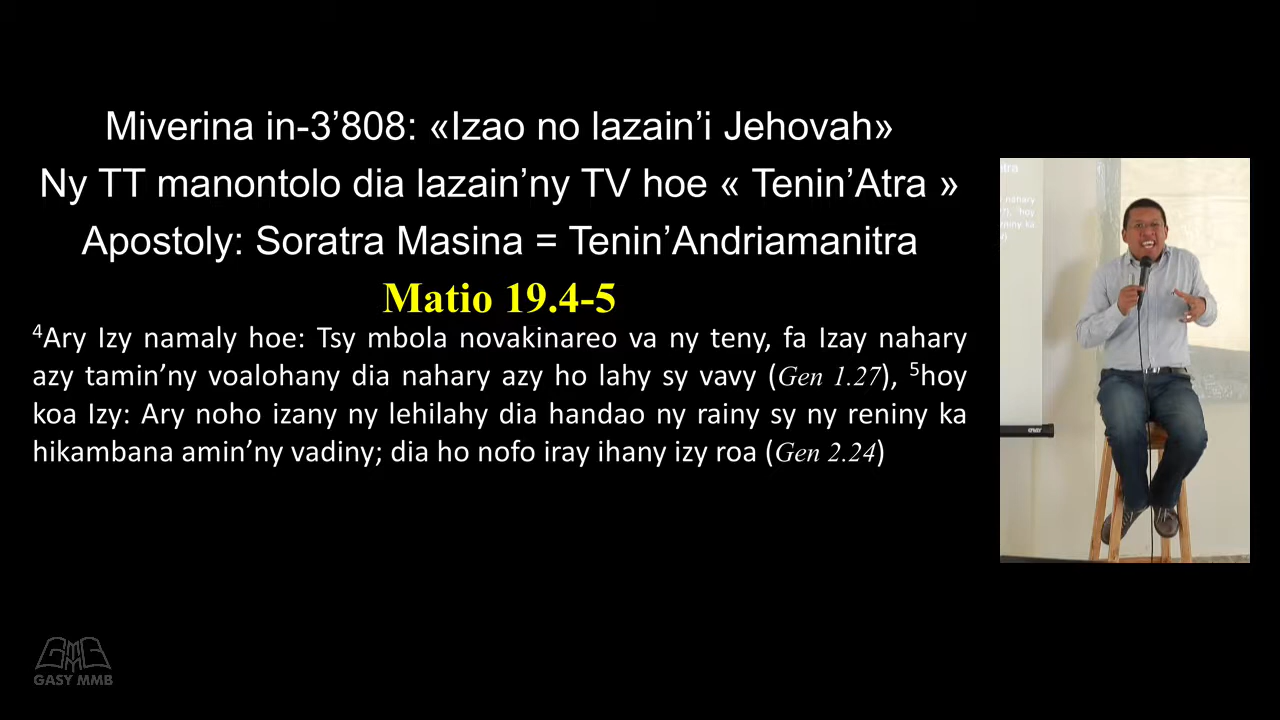 Miverina in-3’808: «Izao no lazain’i Jehovah»
Ny TT manontolo dia lazain’ny TV hoe « Tenin’Atra »
Apostoly: Soratra Masina = Tenin’Andriamanitra
Matio 19.4-5
⁴Ary Izy namaly hoe: Tsy mbola novakinareo va ny teny, fa Izay nahary
azy tamin’ny voalohany dia nahary azy ho lahy sy vavy (Gen 1.27), ⁵hoy
koa Izy: Ary noho izany ny lehilahy dia handao ny rainy sy ny reniny ka
hikambana amin’ny vadiny; dia ho nofo iray ihany izy roa (Gen 2.24)
GASY MMB